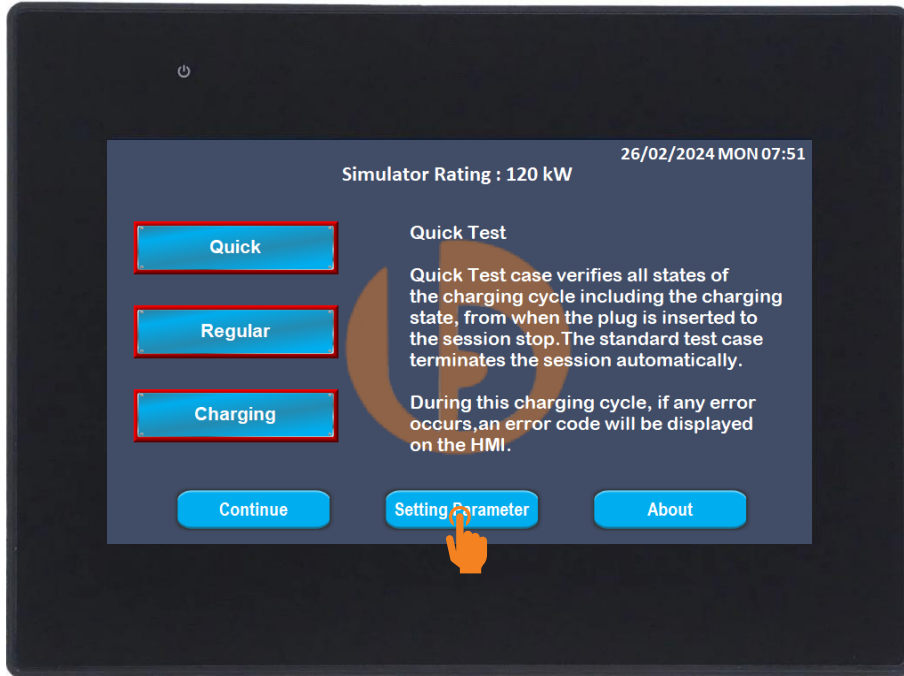 26/02/2024 MON 07:51
Simulator Rating : 120 kW
Quick
Regular
Charging
Quick Test
Quick Test case verifies all states of
the charging cycle including the charging
state, from when the plug is inserted to
the session stop.The standard test case
terminates the session automatically.
During this charging cycle, if any error
occurs,an error code will be displayed
on the HMI.
Continue
Setting Parameter
About